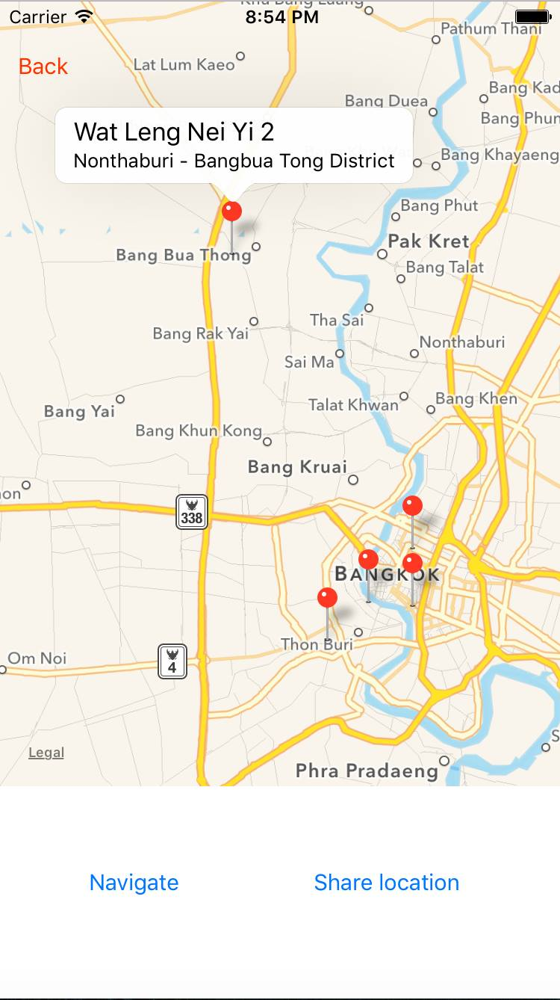 Carrier 8:54 PM
Pathum Thani
Back
Lat Lum Kaeo
Bang Kad
Bang Duea
Bang Phun
Wat Leng Nei Yi 2
Nonthaburi - Bangbua Tong District
Bang Khayaeng
Bang Phut
Pak Kret
Bang Bua Thong
Bang Talat
Tha Sai
Bang Rak Yai
Nonthaburi
Sai Ma
Bang Khen
Talat Khwan
Bang Yai
Bang Khun Kong
Bang Kruai
hon
338
BANGKOK
Thon Buri
Om Noi
4
S
Legal
Phra Pradaeng
Navigate
Share location